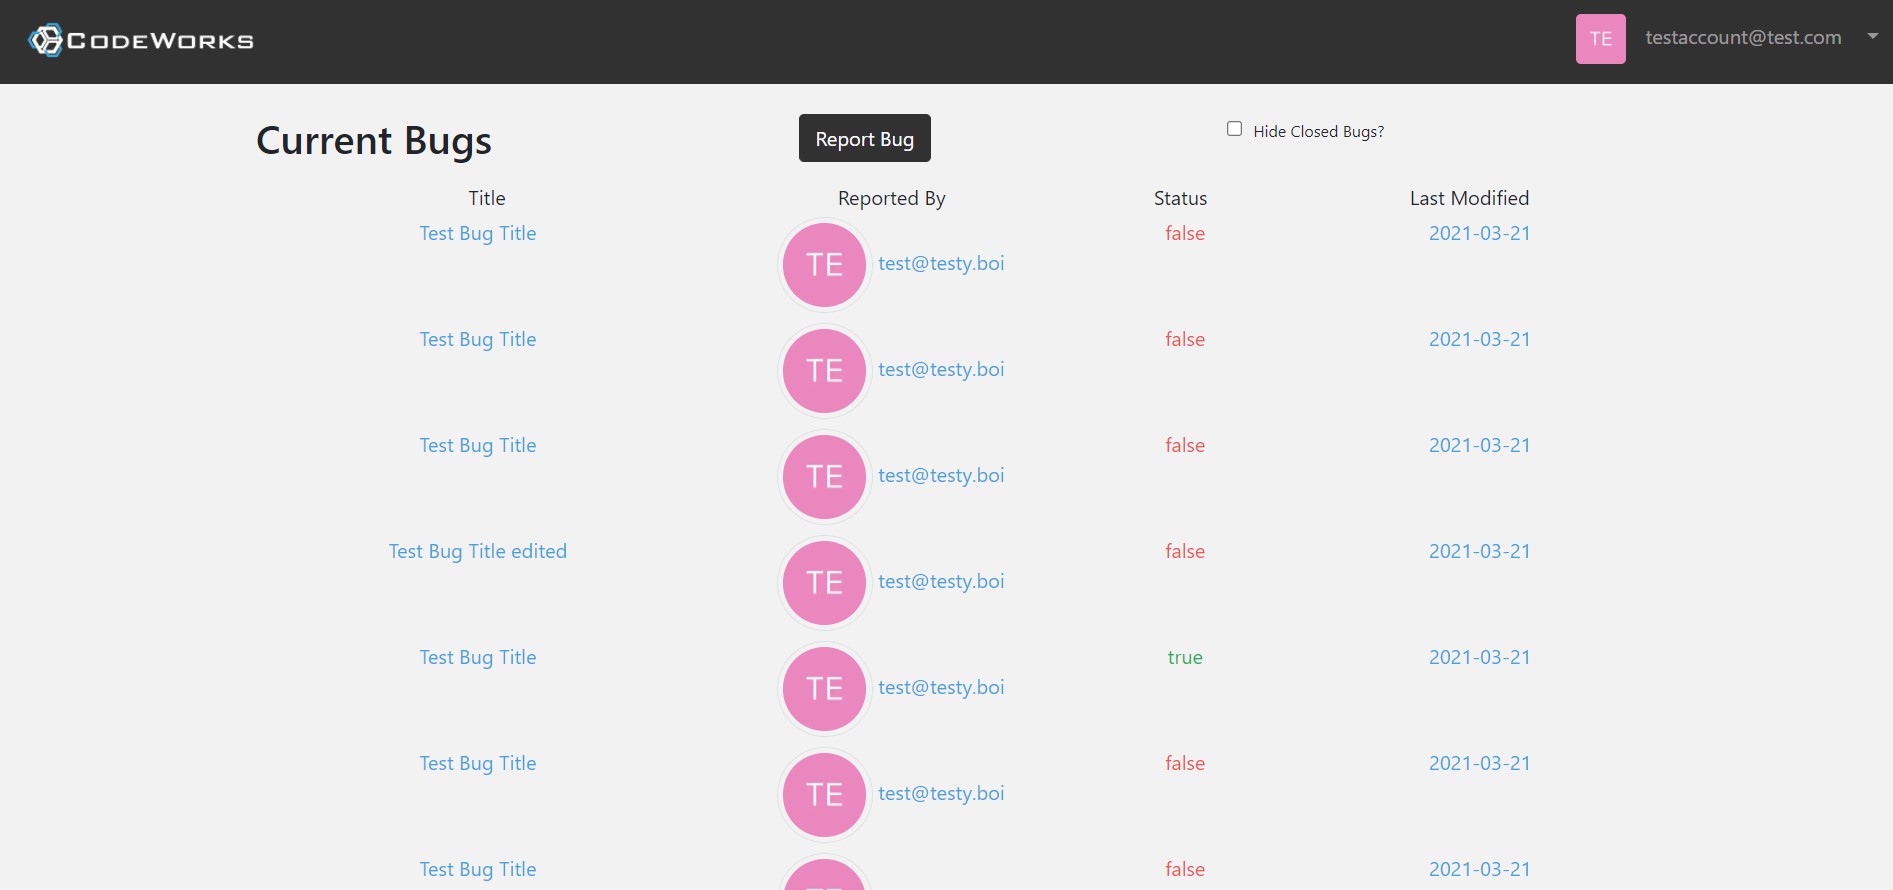 CODEWORKS
TE testaccount@test.com
Current Bugs Report Bug Hide Closed Bugs?
Title Reported By Status Last Modified
Test Bug Title TE test@testy.boi false 2021-03-21
Test Bug Title TE test@testy.boi false 2021-03-21
Test Bug Title TE test@testy.boi false 2021-03-21
Test Bug Title edited TE test@testy.boi false 2021-03-21
Test Bug Title TE test@testy.boi true 2021-03-21
Test Bug Title TE test@testy.boi false 2021-03-21
Test Bug Title false 2021-03-21